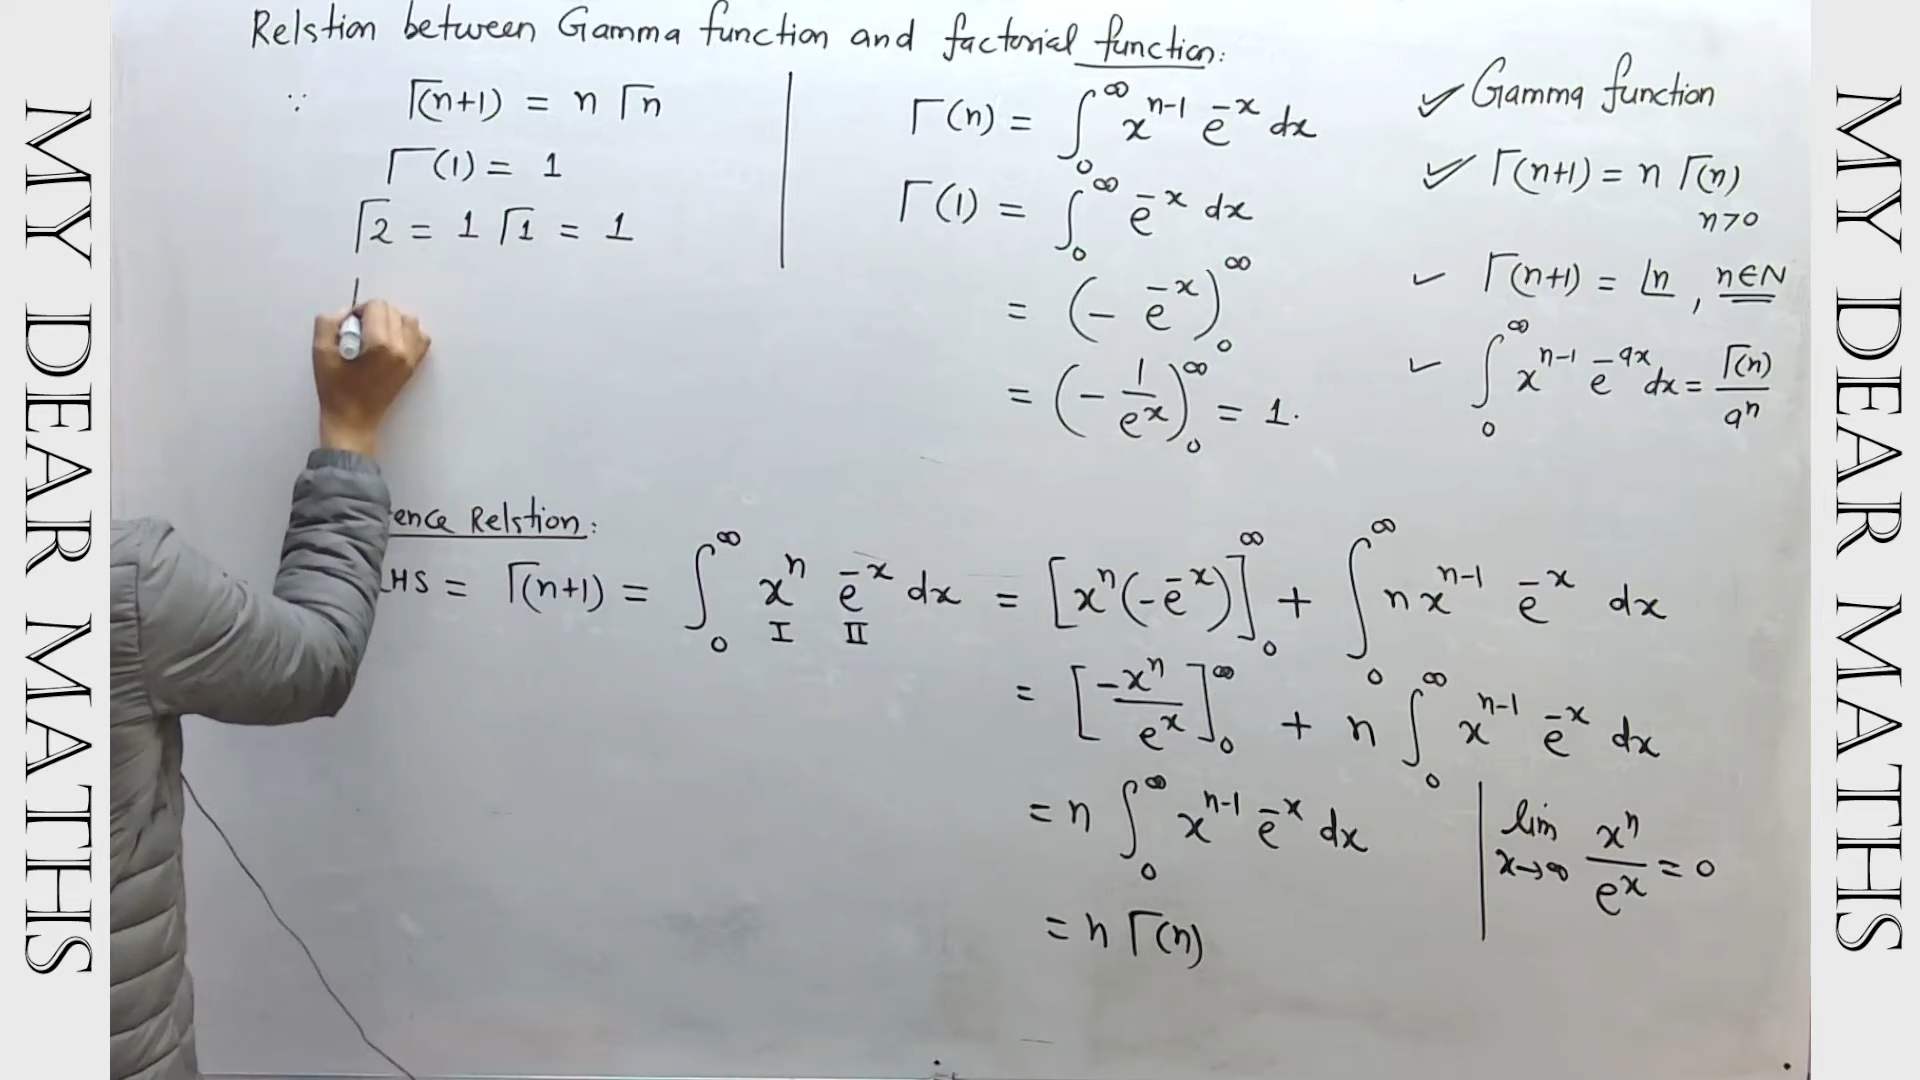 MY DEAR MATHS
Relstion between Gamma function and factorial function:
∵ Γ(n+1) = n Γn
Γ(1) = 1
Γ2 = 1 Γ1 = 1
Γ(n) = ∫₀^∞ x^{n-1} e^{-x} dx
Γ(1) = ∫₀^∞ e^{-x} dx
= (- e^{-x})₀^∞
= (- 1/e^x)₀^∞ = 1.
✓ Gamma function
✓ Γ(n+1) = n Γ(n)
n>0
✓ Γ(n+1) = ⌊n , n∈N
✓ ∫₀^∞ x^{n-1} e^{-ax} dx = Γ(n)/a^n
ence Relstion:
LHS = Γ(n+1) = ∫₀^∞ x^n e^{-x} dx = [x^n(-e^{-x})]₀^∞ + ∫₀^∞ n x^{n-1} e^{-x} dx
I II
= [-x^n/e^x]₀^∞ + n ∫₀^∞ x^{n-1} e^{-x} dx
= n ∫₀^∞ x^{n-1} e^{-x} dx
lim x→∞ x^n/e^x = 0
= n Γ(n)
MY DEAR MATHS